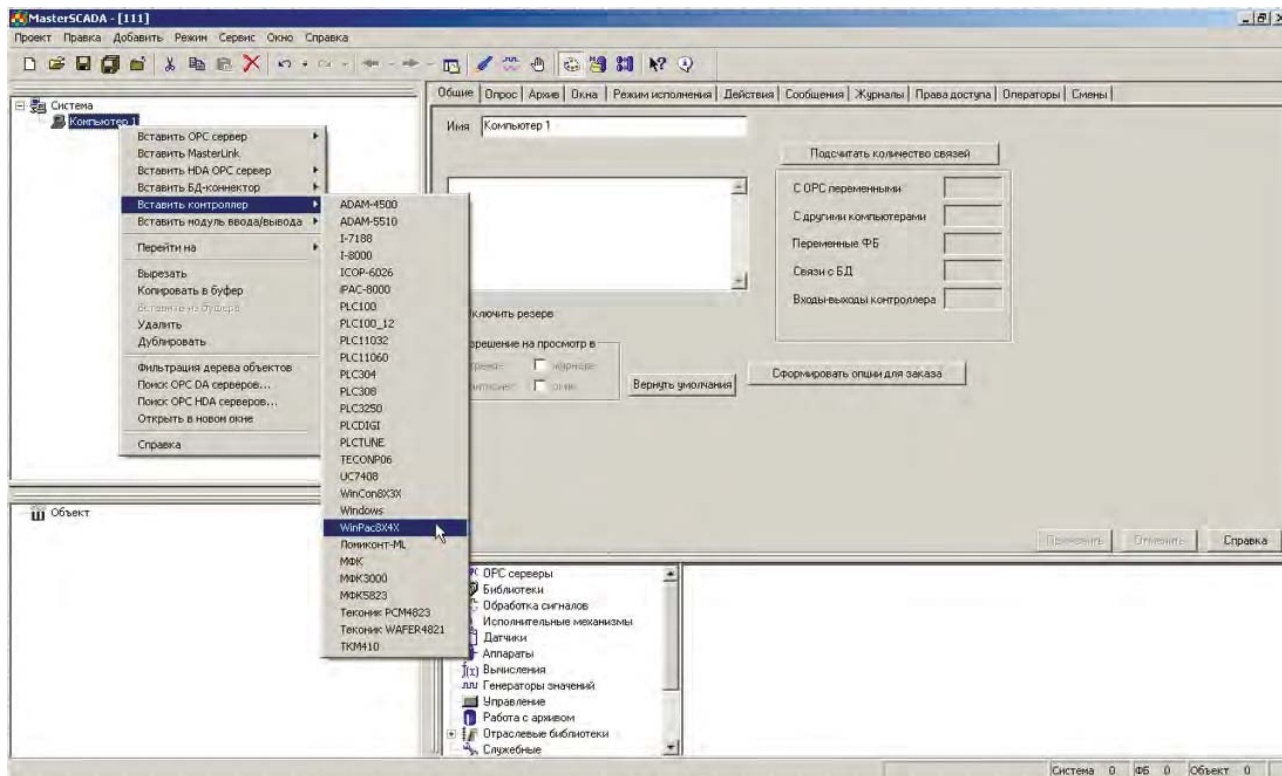 MasterSCADA - [111]
Проект Правка Добавить Режим Сервис Окно Справка
Система
Компьютер 1
Вставить OPC сервер
Вставить MasterLink
Вставить HDA OPC сервер
Вставить БД-коннектор
Вставить контроллер
Вставить модуль ввода/вывода
Перейти на
Вырезать
Копировать в буфер
Вставить из буфера
Удалить
Дублировать
Фильтрация дерева объектов
Поиск OPC DA серверов...
Поиск OPC HDA серверов...
Открыть в новом окне
Справка
ADAM-4500
ADAM-5510
I-7188
I-8000
ICOP-6026
iPAC-8000
PLC100
PLC100_12
PLC11032
PLC11060
PLC304
PLC308
PLC3250
PLCDIGI
PLCTUNE
TECONP06
UC7408
WinCon8X3X
Windows
WinPac8X4X
Ломиконт-ML
МФК
МФК3000
МФК5823
Теконик PCM4823
Теконик WAFER4821
ТКМ410
Общие Опрос Архив Окна Режим исполнения Действия Сообщения Журналы Права доступа Операторы Смены
Имя Компьютер 1
Подсчитать количество связей
С OPC переменными
С другими компьютерами
Переменные ФБ
Связи с БД
Входы-выходы контроллера
ключить резерв
зрешение на просмотр в
журнале
окне
Вернуть умолчания
Сформировать опции для заказа
Применить Отменить Справка
Объект
OPC серверы
Библиотеки
Обработка сигналов
Исполнительные механизмы
Датчики
Аппараты
Вычисления
Генераторы значений
Управление
Работа с архивом
Отраслевые библиотеки
Служебные
Система 0 ФБ 0 Объект 0